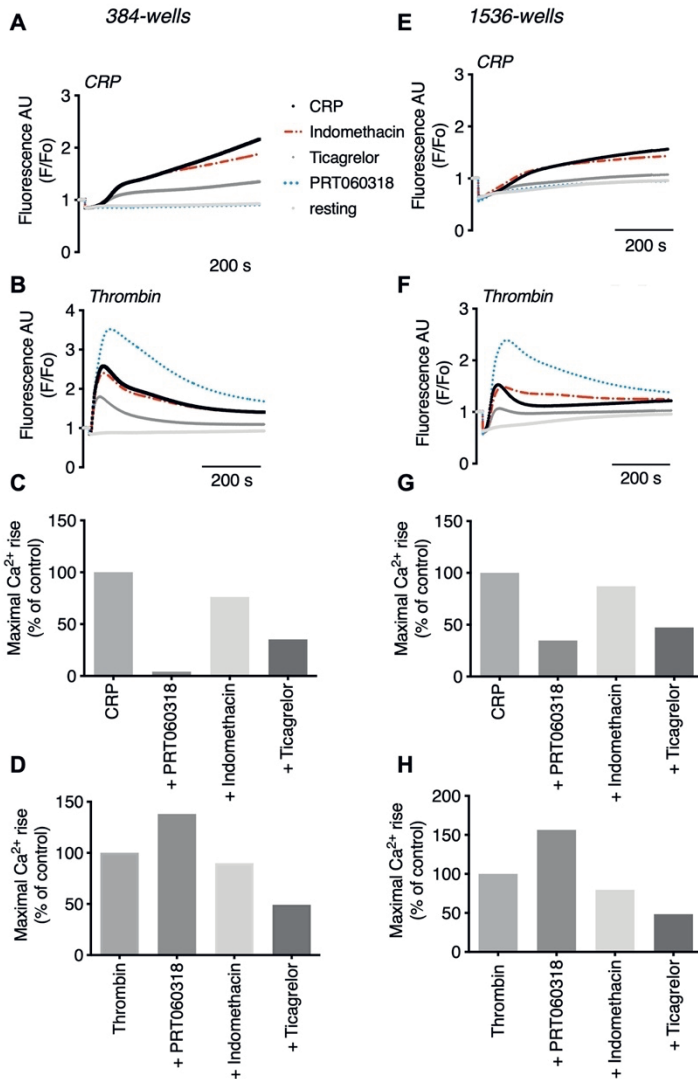 A
384-wells
E
1536-wells
CRP
Fluorescence AU
(F/Fo)
3
2
1
0
200 s
CRP
Indomethacin
Ticagrelor
PRT060318
resting
CRP
Fluorescence AU
(F/Fo)
3
2
1
0
200 s
B
Thrombin
Fluorescence AU
(F/Fo)
4
3
2
1
0
200 s
F
Thrombin
Fluorescence AU
(F/Fo)
3
2
1
0
200 s
C
Maximal Ca²⁺ rise
(% of control)
150
100
50
0
CRP
+ PRT060318
+ Indomethacin
+ Ticagrelor
G
Maximal Ca²⁺ rise
(% of control)
150
100
50
0
CRP
+ PRT060318
+ Indomethacin
+ Ticagrelor
D
Maximal Ca²⁺ rise
(% of control)
150
100
50
0
Thrombin
+ PRT060318
+ Indomethacin
+ Ticagrelor
H
Maximal Ca²⁺ rise
(% of control)
200
150
100
50
0
Thrombin
+ PRT060318
+ Indomethacin
+ Ticagrelor